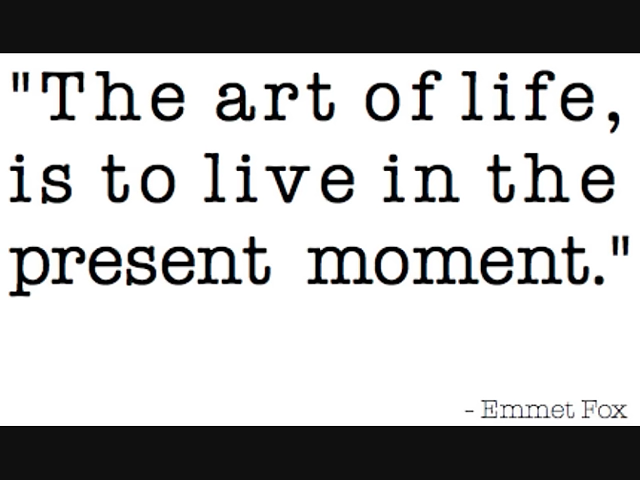 "The art of life,
is to live in the
present moment."
- Emmet Fox